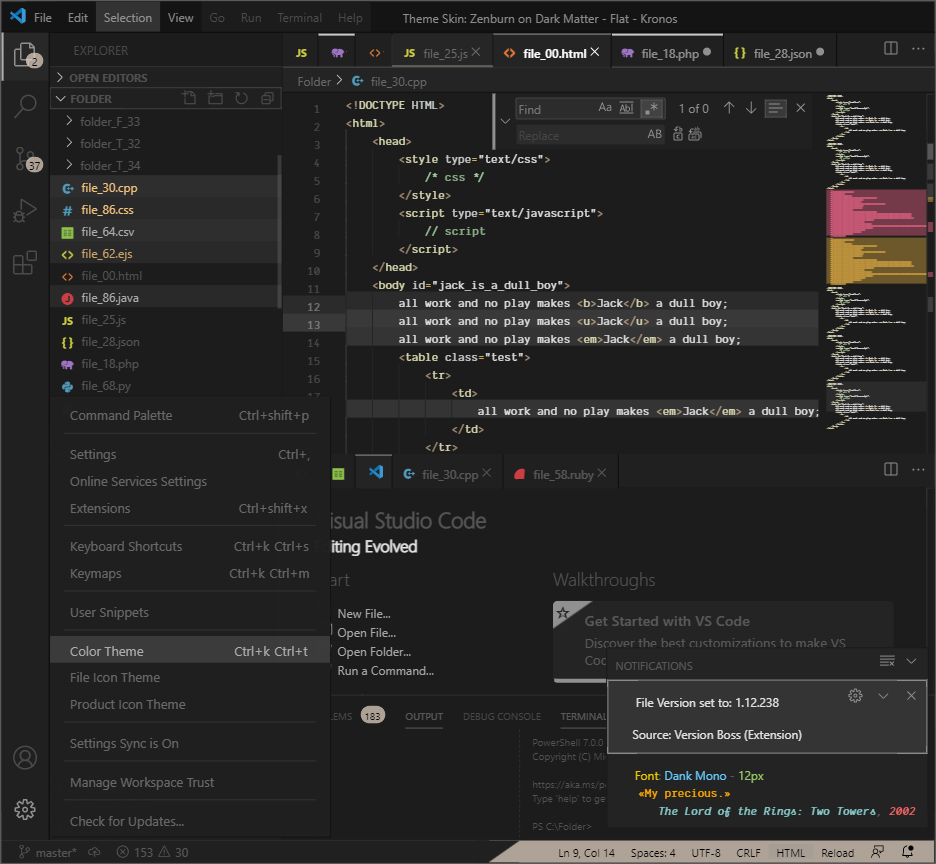 File Edit Selection View Go Run Terminal Help Theme Skin: Zenburn on Dark Matter - Flat - Kronos
2
EXPLORER
JS <> JS file_25.js <> file_00.html file_18.php {} file_28.json ···
OPEN EDITORS
Folder > file_30.cpp
FOLDER
folder_F_33
folder_T_32
folder_T_34
37
file_30.cpp
# file_86.css
file_64.csv
<> file_62.ejs
<> file_00.html
J file_86.java
JS file_25.js
{} file_28.json
file_18.php
file_68.py
Find Aa Abl .* 1 of 0
Replace AB
1 <!DOCTYPE HTML>
2 <html>
3 <head>
4 <style type="text/css">
5 /* css */
6 </style>
7 <script type="text/javascript">
8 // script
9 </script>
10 </head>
11 <body id="jack_is_a_dull_boy">
12 all work and no play makes <b>Jack</b> a dull boy;
13 all work and no play makes <u>Jack</u> a dull boy;
14 all work and no play makes <em>Jack</em> a dull boy;
15 <table class="test">
16 <tr>
<td>
all work and no play makes <em>Jack</em> a dull boy;
</td>
</tr>
Command Palette Ctrl+shift+p
Settings Ctrl+,
Online Services Settings
Extensions Ctrl+shift+x
Keyboard Shortcuts Ctrl+k Ctrl+s
Keymaps Ctrl+k Ctrl+m
User Snippets
Color Theme Ctrl+k Ctrl+t
File Icon Theme
Product Icon Theme
Settings Sync is On
Manage Workspace Trust
Check for Updates...
file_30.cpp file_58.ruby ···
isual Studio Code
iting Evolved
art
New File...
Open File...
Open Folder...
Run a Command...
Walkthroughs
Get Started with VS Code
Discover the best customizations to make VS
Coc
NOTIFICATIONS
File Version set to: 1.12.238
Source: Version Boss (Extension)
LEMS 183 OUTPUT DEBUG CONSOLE TERMINAL
PowerShell 7.0.0
Copyright (C) Mi
https://aka.ms/p
Type 'help' to ge
PS C:\Folder>
Font: Dank Mono - 12px
«My precious.»
The Lord of the Rings: Two Towers, 2002
master* 153 30 Ln 9, Col 14 Spaces: 4 UTF-8 CRLF HTML Reload